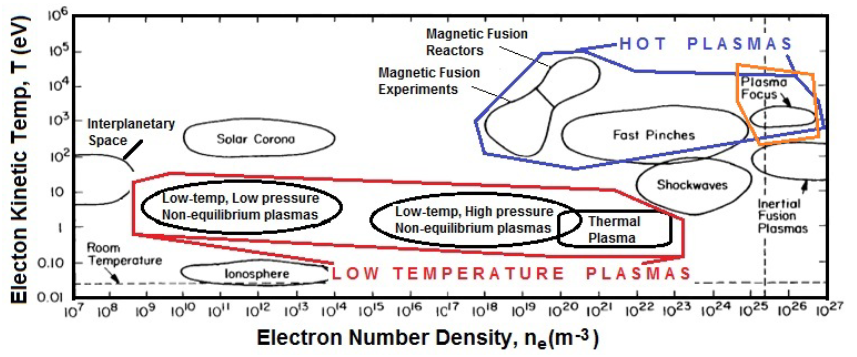 Magnetic Fusion
Reactors
HOT PLASMAS
Magnetic Fusion
Experiments
Plasma
Focus
Interplanetary
Space
Solar Corona
Fast Pinches
Low-temp, Low pressure
Non-equilibrium plasmas
Low-temp, High pressure
Non-equilibrium plasmas
Thermal
Plasma
Shockwaves
Inertial
Fusion
Plasmas
Room
Temperature
Ionosphere
LOW TEMPERATURE PLASMAS
Electon Kinetic Temp, T (eV)
10⁶
10⁵
10⁴
10³
10²
10
1
0.10
0.01
10⁷ 10⁸ 10⁹ 10¹⁰ 10¹¹ 10¹² 10¹³ 10¹⁴ 10¹⁵ 10¹⁶ 10¹⁷ 10¹⁸ 10¹⁹ 10²⁰ 10²¹ 10²² 10²³ 10²⁴ 10²⁵ 10²⁶ 10²⁷
Electron Number Density, nₑ(m⁻³)